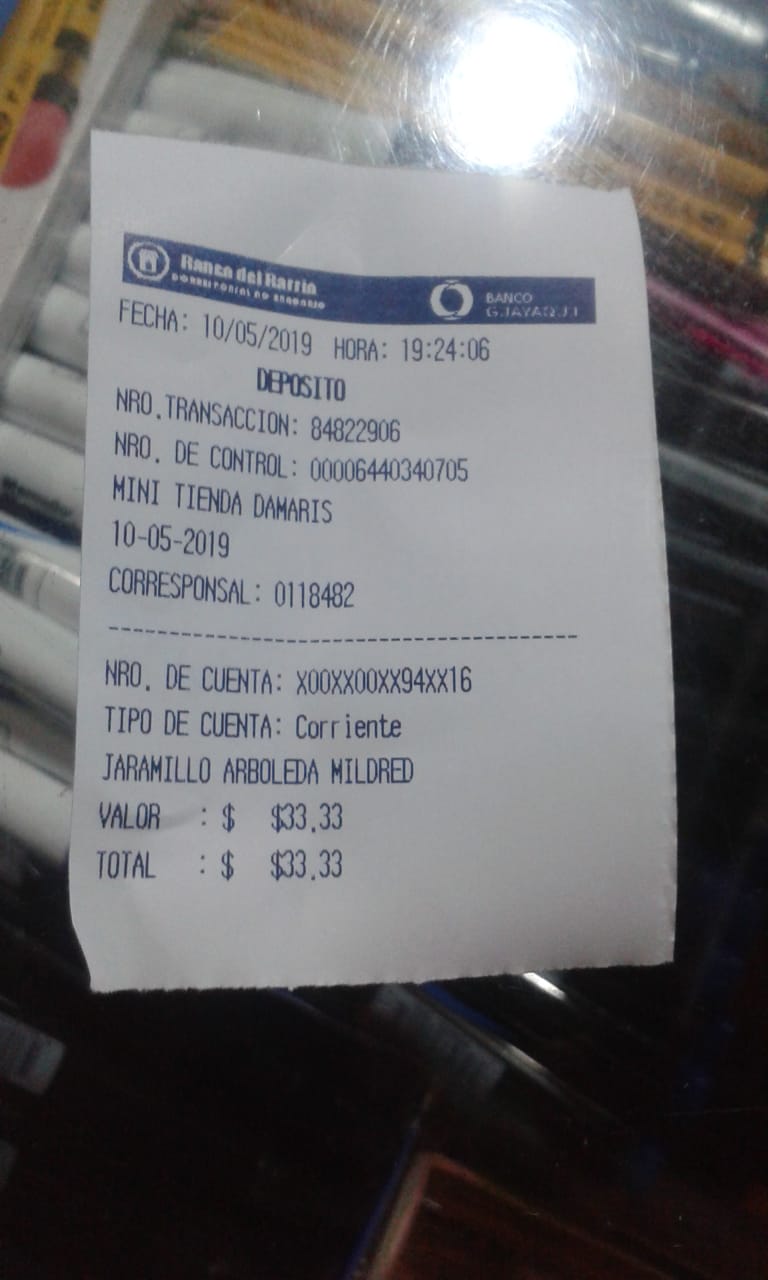 Banco del Barrio
CORRESPONSAL NO BANCARIO
BANCO
GUAYAQUIL
FECHA: 10/05/2019 HORA: 19:24:06
DEPOSITO
NRO.TRANSACCION: 84822906
NRO. DE CONTROL: 00006440340705
MINI TIENDA DAMARIS
10-05-2019
CORRESPONSAL: 0118482
----------------------------------------
NRO. DE CUENTA: X00XX00XX94XX16
TIPO DE CUENTA: Corriente
JARAMILLO ARBOLEDA MILDRED
VALOR : $ $33.33
TOTAL : $ $33.33